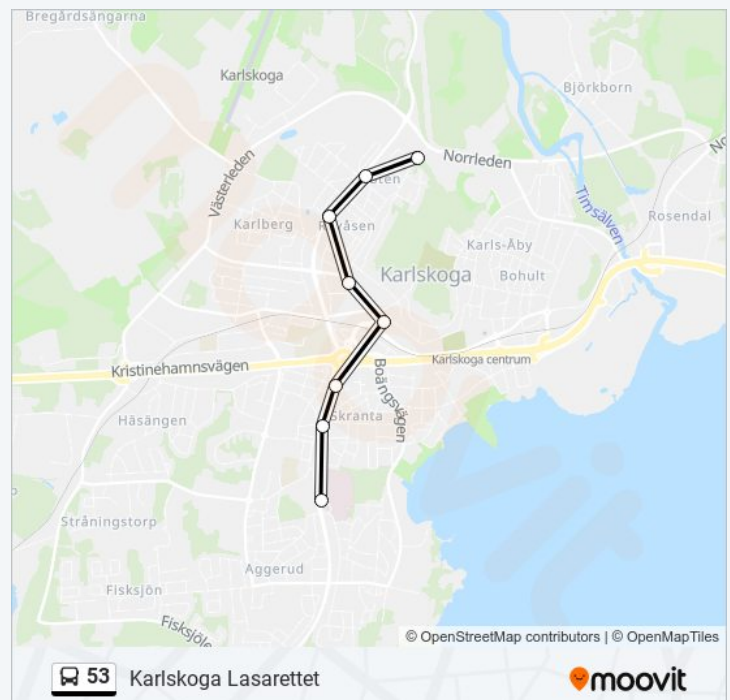 Bregårdsängarna
Karlskoga
Björkborn
Norrleden
Västerleden
Timsälven
Rosendal
Karlberg
Karls-Åby
Karlskoga
Bohult
Kristinehamnsvägen
Karlskoga centrum
Boängsvägen
Skranta
Häsängen
Stråningstorp
Aggerud
Fisksjön
© OpenStreetMap contributors | © OpenMapTiles
53 Karlskoga Lasarettet
moovit